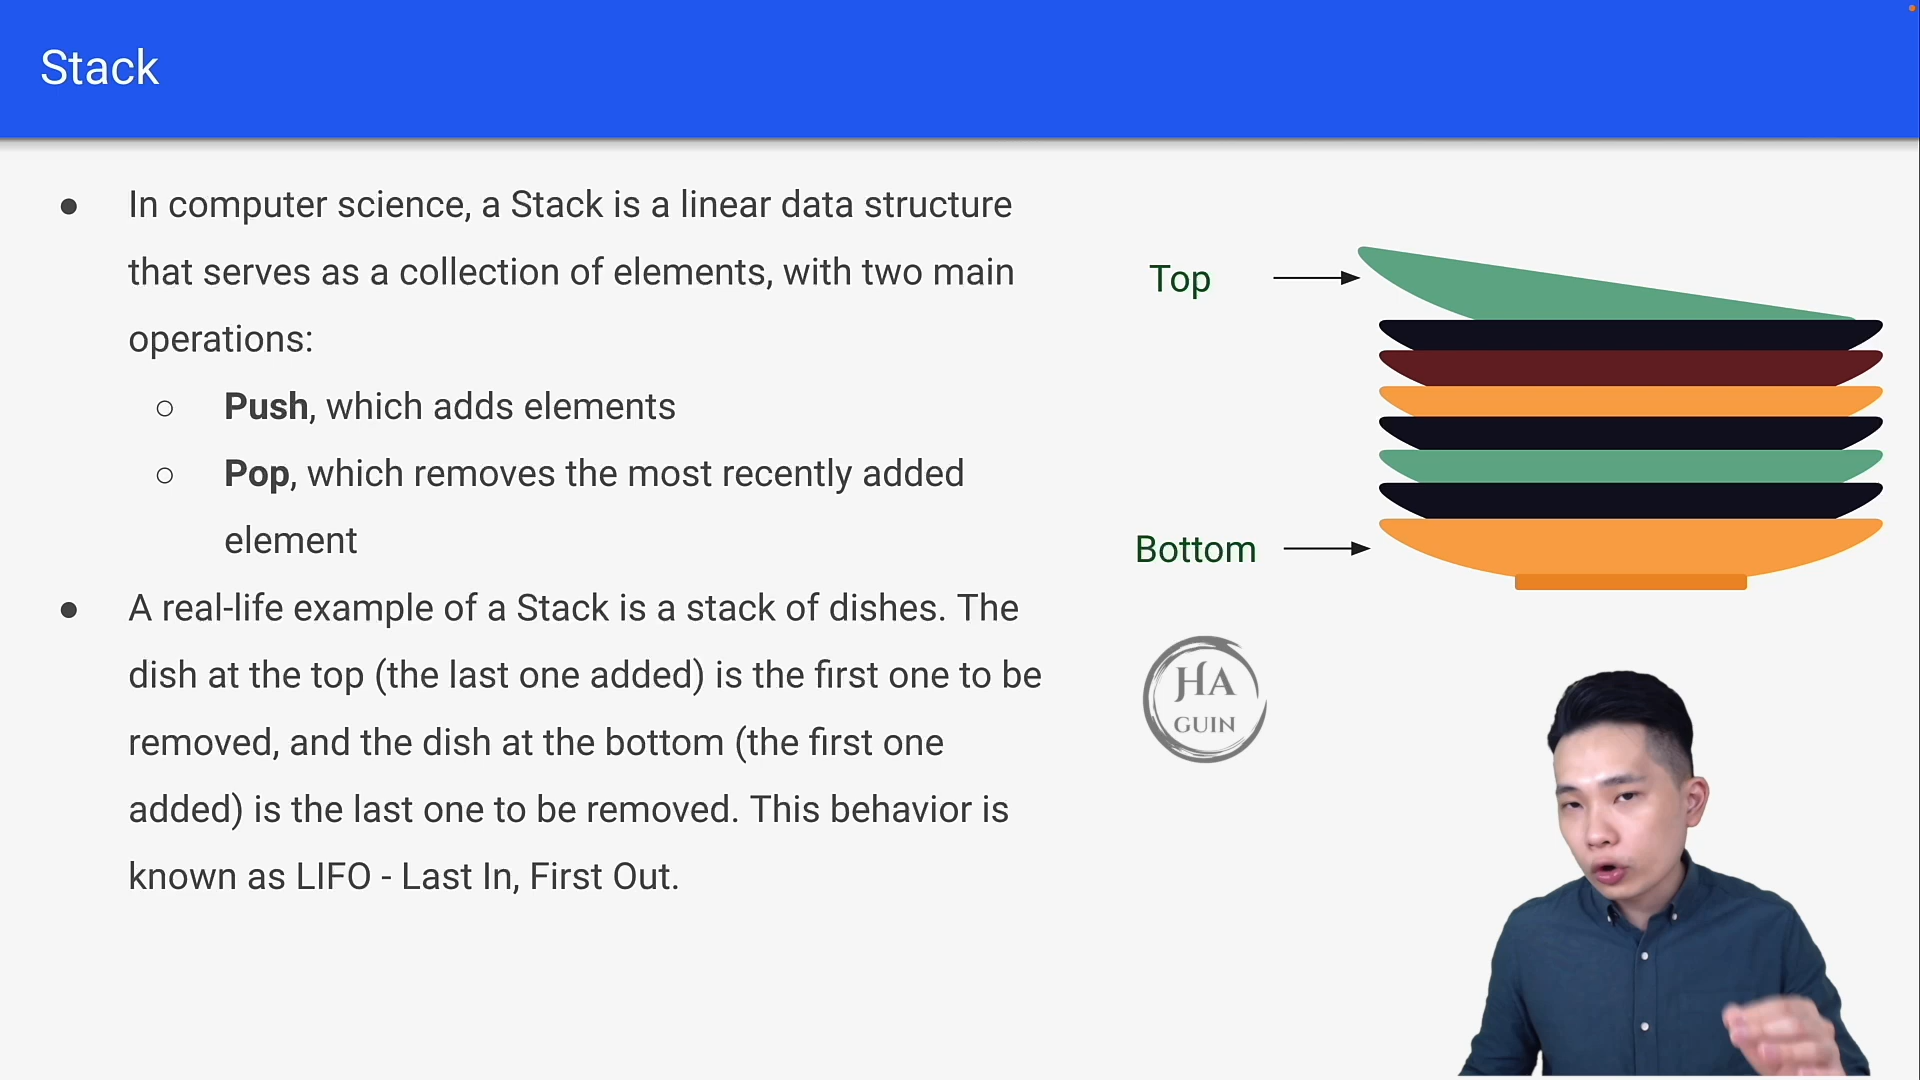 Stack
● In computer science, a Stack is a linear data structure
that serves as a collection of elements, with two main
operations:
○ Push, which adds elements
○ Pop, which removes the most recently added
element
● A real-life example of a Stack is a stack of dishes. The
dish at the top (the last one added) is the first one to be
removed, and the dish at the bottom (the first one
added) is the last one to be removed. This behavior is
known as LIFO - Last In, First Out.
Top
Bottom
HA
GUIN